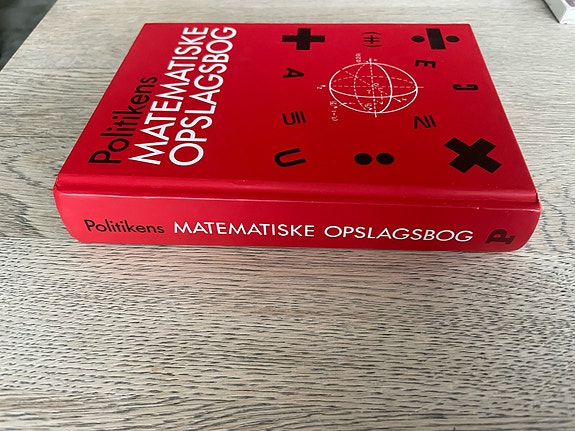 Politikens
MATEMATISKE
OPSLAGSBOG
Politikens MATEMATISKE OPSLAGSBOG